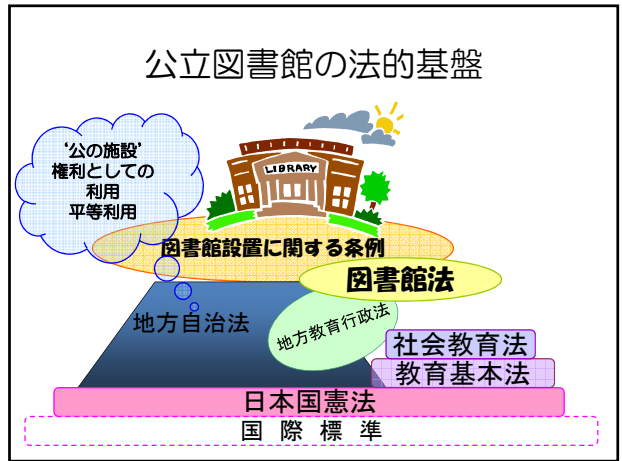 公立図書館の法的基盤
‘公の施設’
権利としての
利用
平等利用
LIBRARY
図書館設置に関する条例
図書館法
地方自治法
地方教育行政法
社会教育法
教育基本法
日本国憲法
国 際 標 準